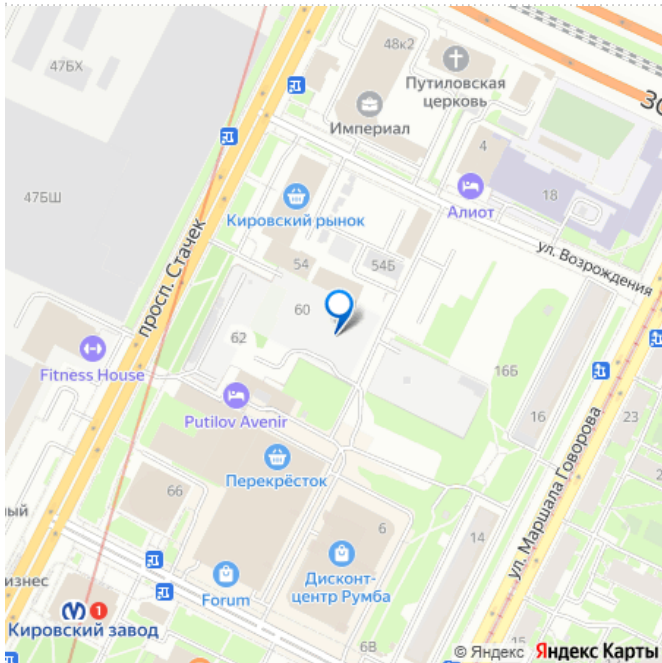 48к2
47БХ
Путиловская
церковь
Империал
4
18
47БШ
Алиот
Кировский рынок
ул. Возрождения
просп. Стачек
54
54Б
60
62
Fitness House
16Б
Putilov Avenir
16
23
Перекрёсток
66
ул. Маршала Говорова
6
14
Дисконт-
центр Румба
Forum
1
Кировский завод
6В
15
© Яндекс Яндекс Карты